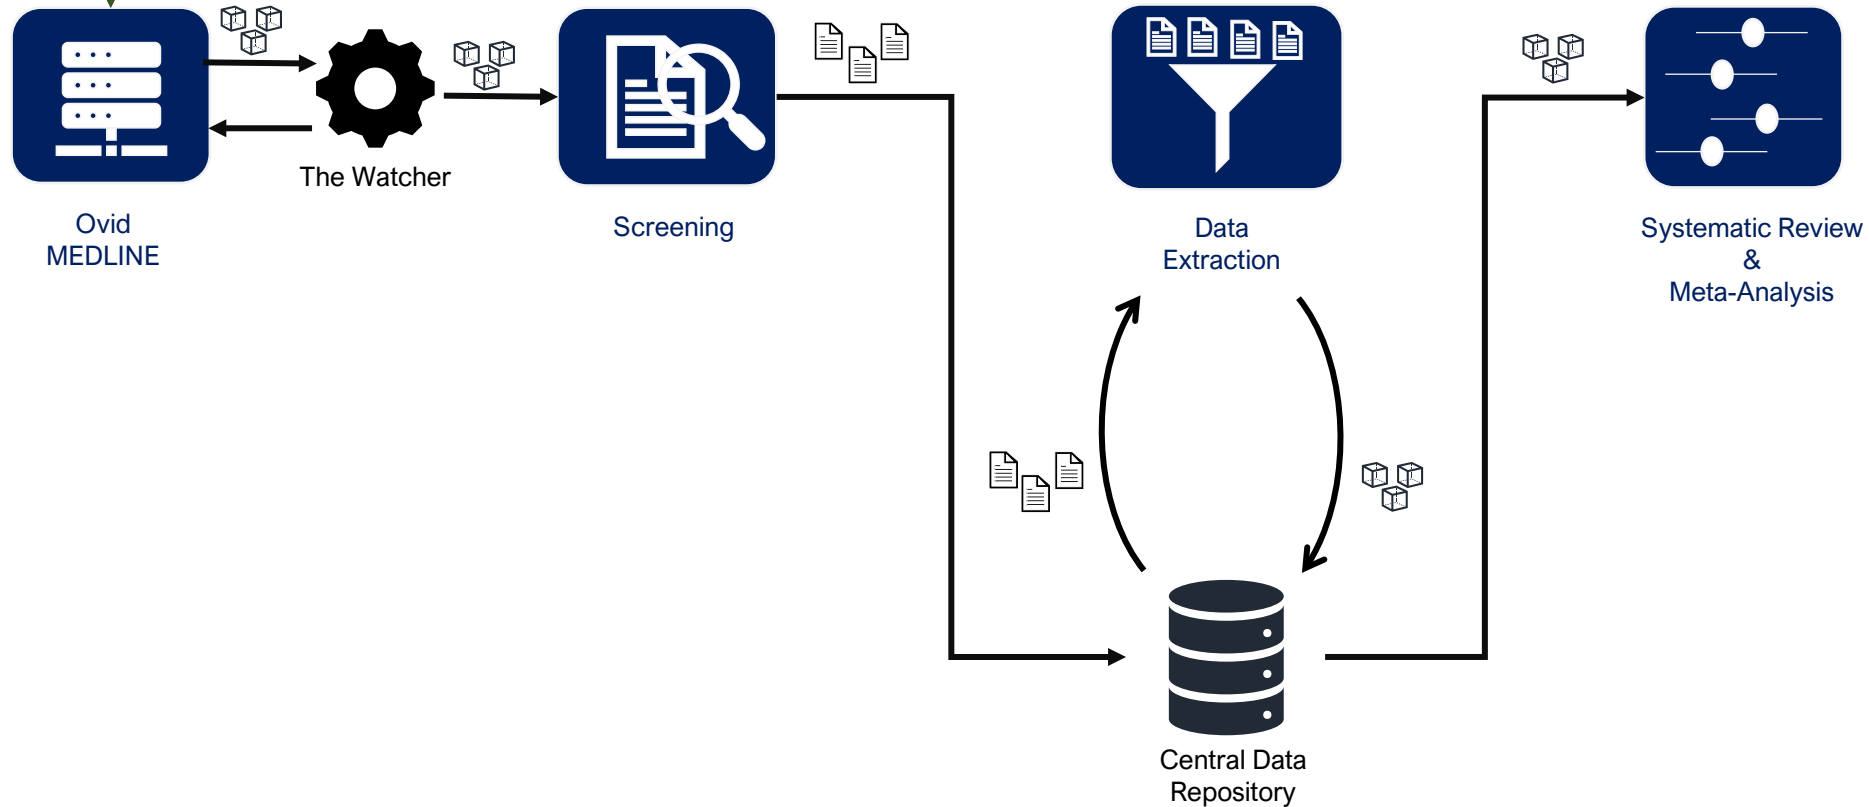 The Watcher
Ovid
MEDLINE
Screening
Data
Extraction
Systematic Review
&
Meta-Analysis
Central Data
Repository